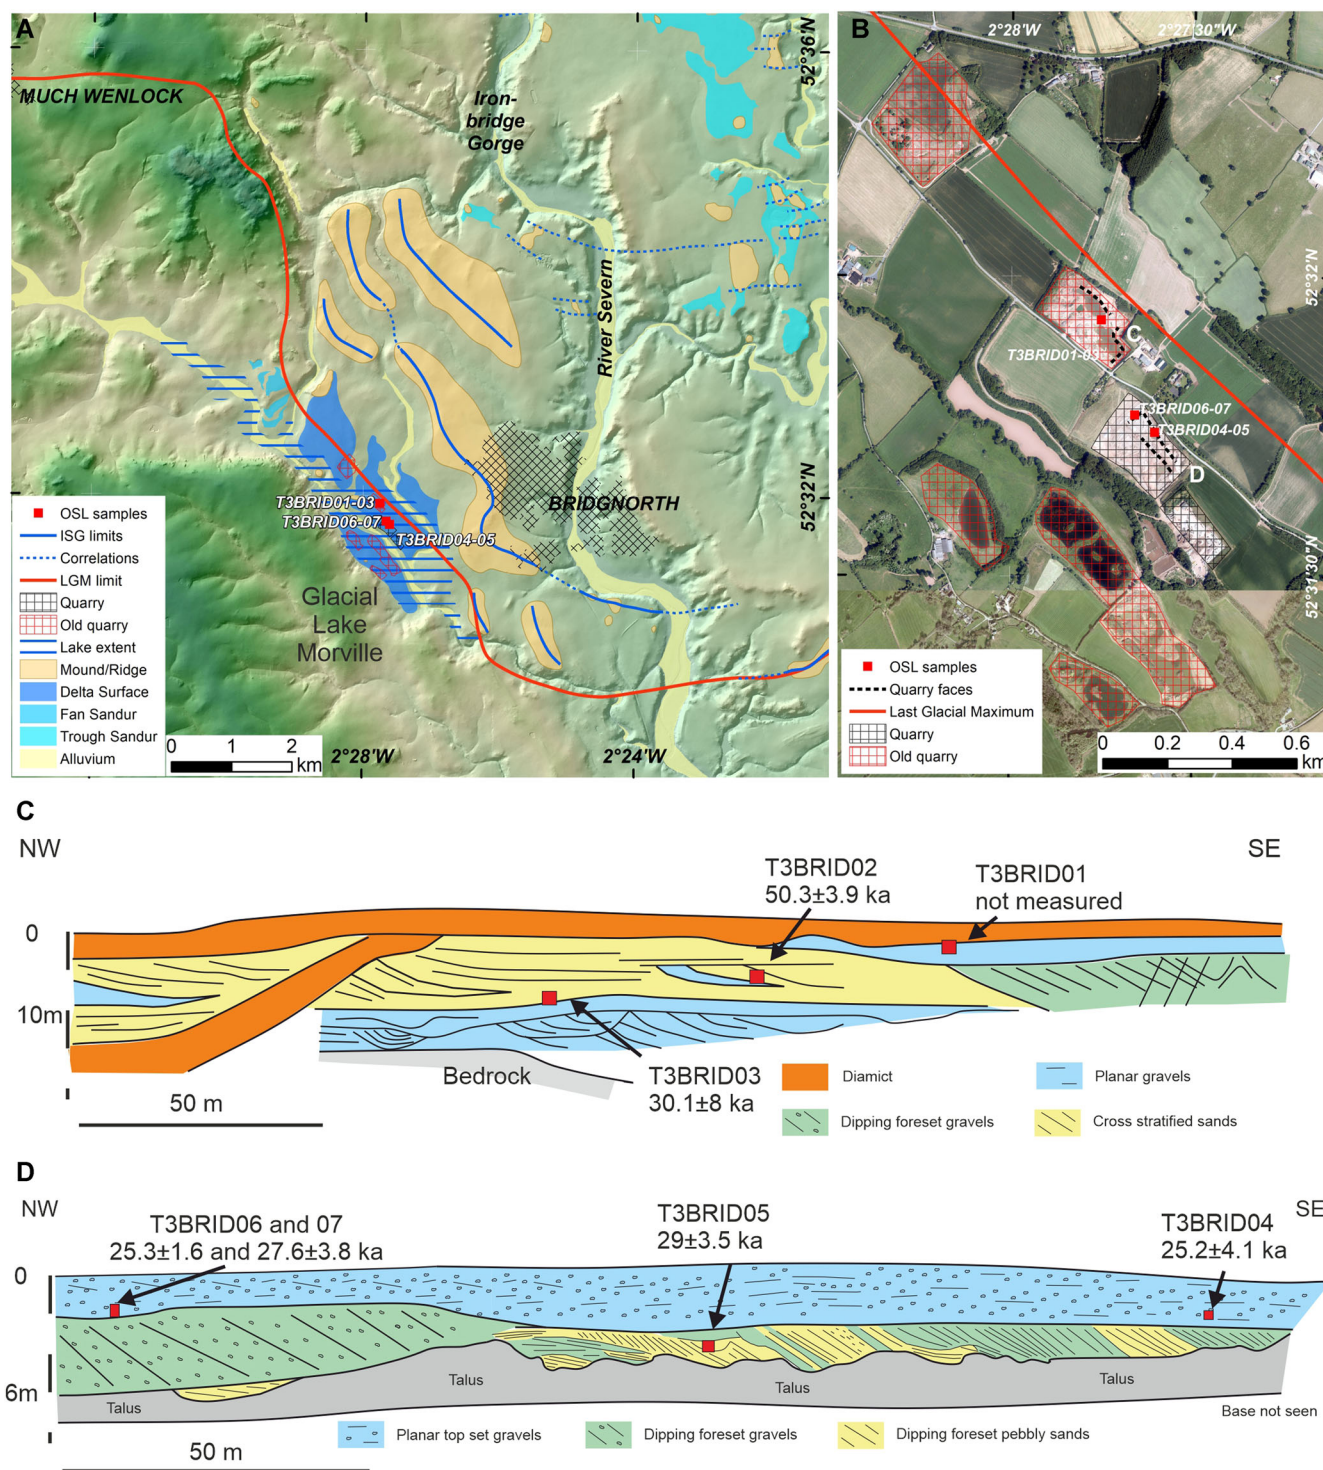 A
MUCH WENLOCK
Iron-
bridge
Gorge
52°36'N
River Severn
BRIDGNORTH
52°32'N
T3BRID01-03
T3BRID06-07
T3BRID04-05
Glacial
Lake
Morville
OSL samples
ISG limits
Correlations
LGM limit
Quarry
Old quarry
Lake extent
Mound/Ridge
Delta Surface
Fan Sandur
Trough Sandur
Alluvium
0 1 2
km
2°28'W
2°24'W
B
2°28'W
2°27'30"W
52°32'N
T3BRID01-03
C
T3BRID06-07
T3BRID04-05
D
52°31'30"N
OSL samples
Quarry faces
Last Glacial Maximum
Quarry
Old quarry
0 0.2 0.4 0.6
km
C
NW
SE
T3BRID02
50.3±3.9 ka
T3BRID01
not measured
0
10m
Bedrock
T3BRID03
30.1±8 ka
50 m
Diamict
Planar gravels
Dipping foreset gravels
Cross stratified sands
D
NW
SE
T3BRID06 and 07
25.3±1.6 and 27.6±3.8 ka
T3BRID05
29±3.5 ka
T3BRID04
25.2±4.1 ka
0
6m
Talus
Talus
Talus
Talus
Base not seen
Planar top set gravels
Dipping foreset gravels
Dipping foreset pebbly sands
50 m